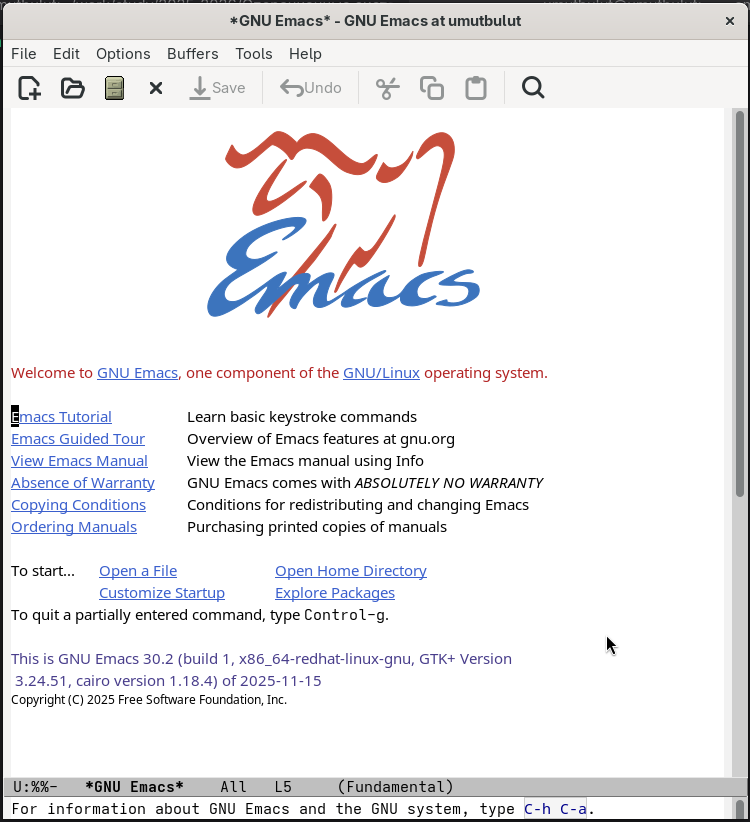 *GNU Emacs* - GNU Emacs at umutbulut
File Edit Options Buffers Tools Help
Save Undo
Emacs
Welcome to GNU Emacs, one component of the GNU/Linux operating system.
Emacs Tutorial Learn basic keystroke commands
Emacs Guided Tour Overview of Emacs features at gnu.org
View Emacs Manual View the Emacs manual using Info
Absence of Warranty GNU Emacs comes with ABSOLUTELY NO WARRANTY
Copying Conditions Conditions for redistributing and changing Emacs
Ordering Manuals Purchasing printed copies of manuals
To start... Open a File Open Home Directory
Customize Startup Explore Packages
To quit a partially entered command, type Control-g.
This is GNU Emacs 30.2 (build 1, x86_64-redhat-linux-gnu, GTK+ Version
3.24.51, cairo version 1.18.4) of 2025-11-15
Copyright (C) 2025 Free Software Foundation, Inc.
U:%%- *GNU Emacs* All L5 (Fundamental)
For information about GNU Emacs and the GNU system, type C-h C-a.